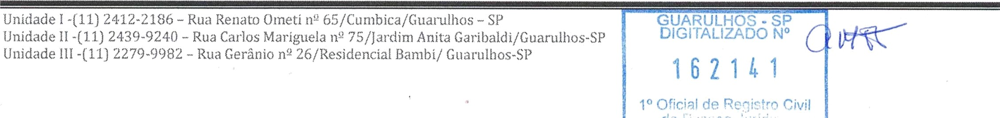 Unidade I -(11) 2412-2186 – Rua Renato Ometi nº 65/Cumbica/Guarulhos – SP
Unidade II -(11) 2439-9240 – Rua Carlos Mariguela nº 75/Jardim Anita Garibaldi/Guarulhos-SP
Unidade III -(11) 2279-9982 – Rua Gerânio nº 26/Residencial Bambi/ Guarulhos-SP
GUARULHOS - SP
DIGITALIZADO Nº
162141
1º Oficial de Registro Civil